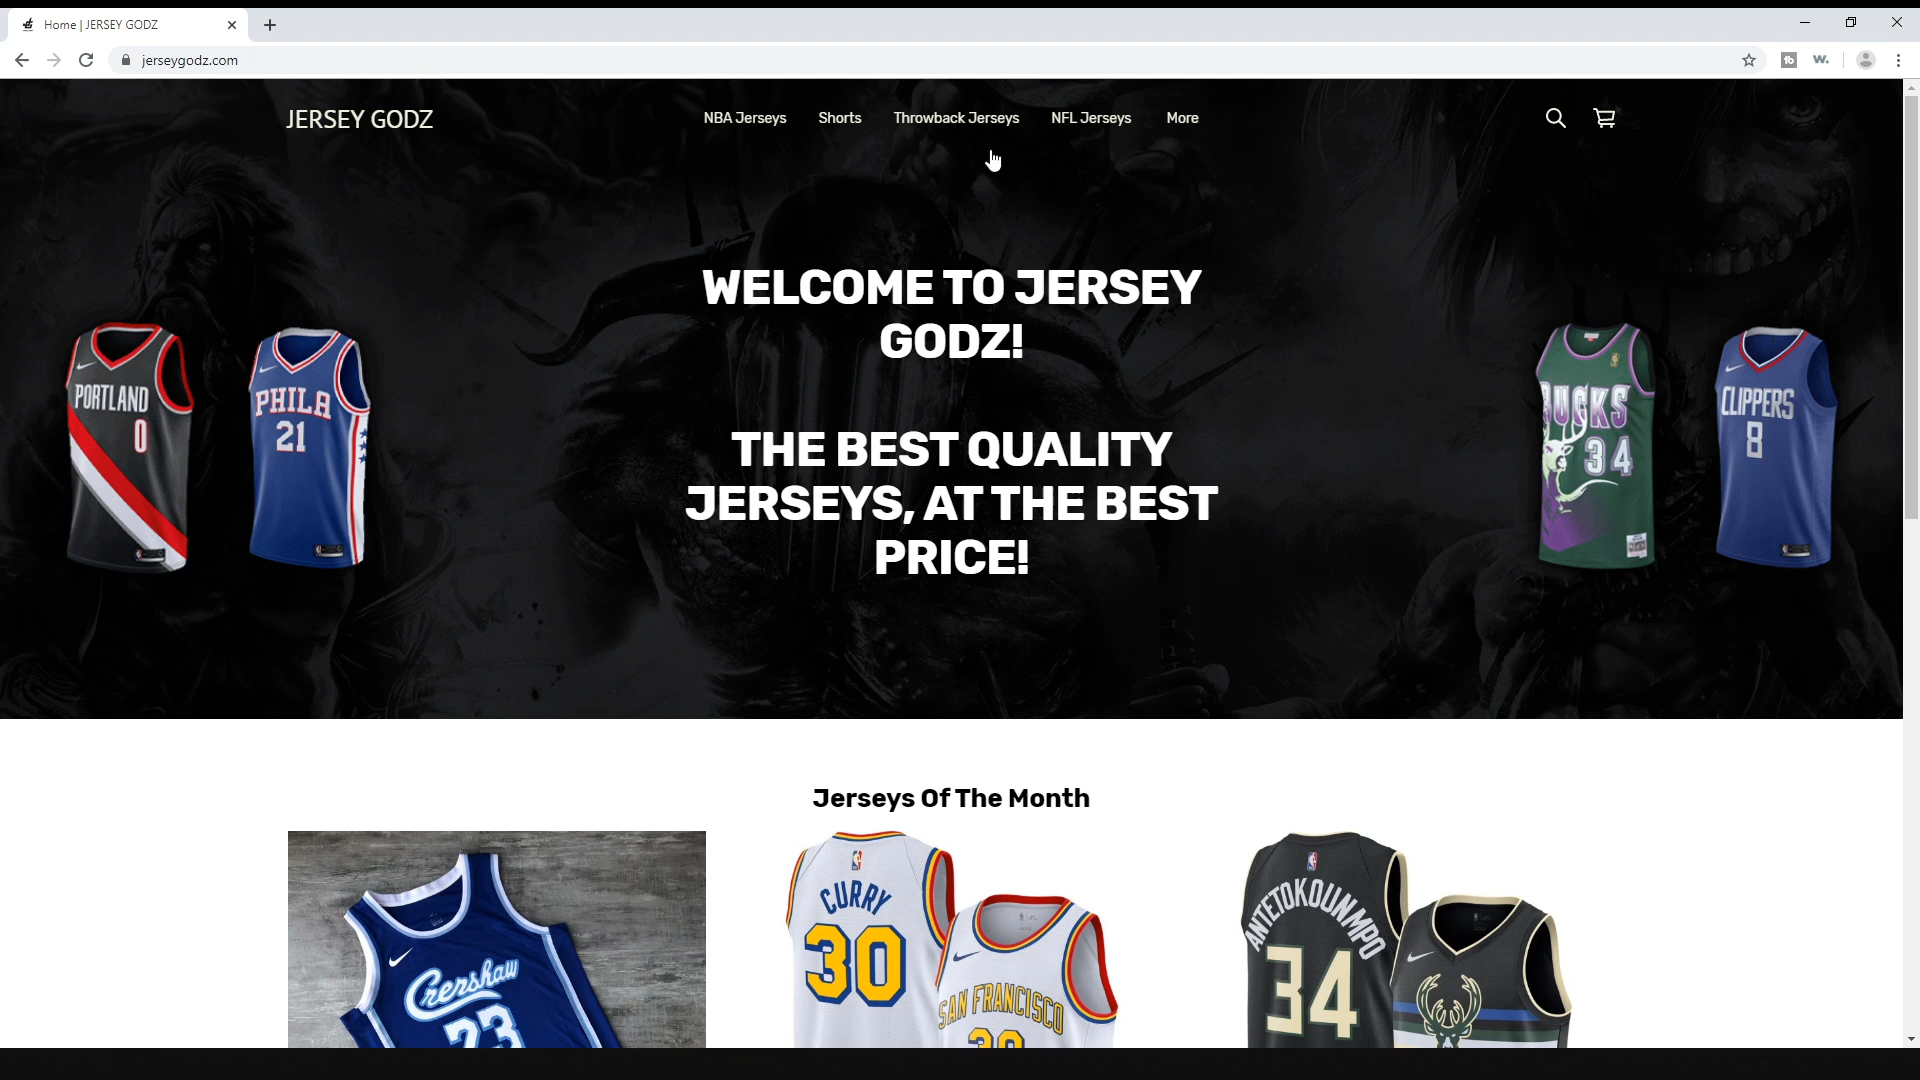 Home | JERSEY GODZ
jerseygodz.com
w.
JERSEY GODZ
NBA Jerseys
Shorts
Throwback Jerseys
NFL Jerseys
More
WELCOME TO JERSEY
GODZ!
THE BEST QUALITY
JERSEYS, AT THE BEST
PRICE!
PORTLAND
0
PHILA
21
BUCKS
34
CLIPPERS
8
Jerseys Of The Month
Crenshaw
23
CURRY
30
SAN FRANCISCO
30
ANTETOKOUNMPO
34